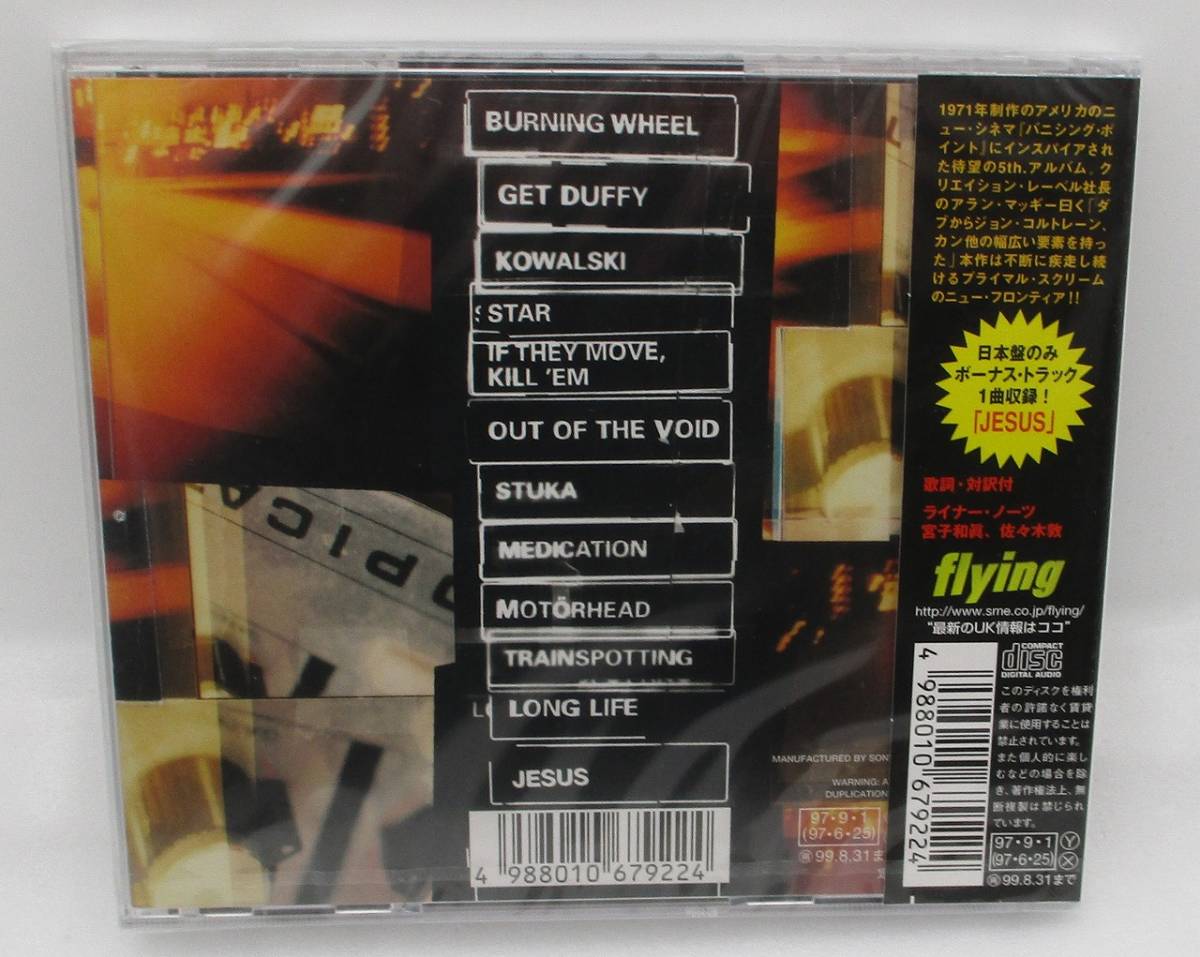 BURNING WHEEL
GET DUFFY
KOWALSKI
STAR
IF THEY MOVE,
KILL 'EM
OUT OF THE VOID
STUKA
MEDICATION
MOTÖRHEAD
TRAINSPOTTING
LONG LIFE
JESUS
4 988010 679224
OPICA
MANUFACTURED BY SON
WARNING: A
DUPLICATION
97・9・1
(97・6・25)
99.8.31ま
1971年制作のアメリカのニ
ュー・シネマ「バニシング・ポ
イント」にインスパイアされ
た待望の5th.アルバム。ク
リエイション・レーベル社長
のアラン・マッギー曰く「ダ
ブからジョン・コルトレーン、
カン他の幅広い要素を持っ
た」本作は不断に疾走し続
けるプライマル・スクリーム
のニュー・フロンティア!!
日本盤のみ
ボーナス・トラック
1曲収録!
「JESUS」
歌詞・対訳付
ライナー・ノーツ
宮子和眞、佐々木敦
flying
http://www.sme.co.jp/flying/
"最新のUK情報はココ"
4 988010 679224
COMPACT
disc
DIGITAL AUDIO
このディスクを権利
者の許諾なく賃貸
業に使用することは
禁止されています。
また個人的に楽し
むなどの場合を除
き、著作権法上、無
断複製は禁じられ
ています。
97・9・1 Y
(97・6・25) X
再99.8.31まで